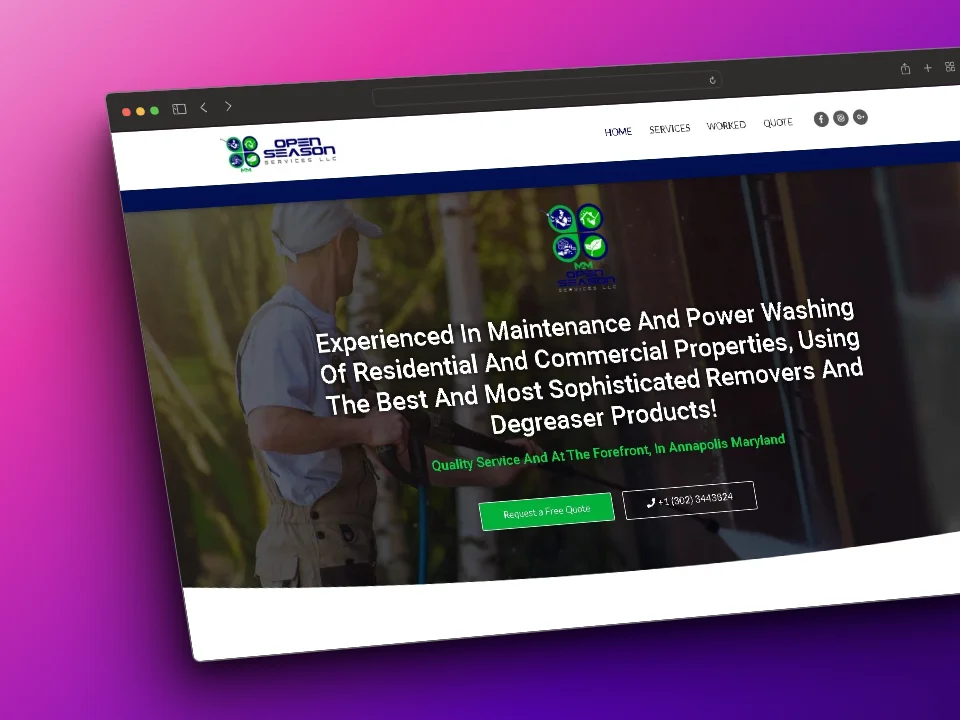 OPEN
SEASON
SERVICES LLC
MM
HOME
SERVICES
WORKED
QUOTE
MM
OPEN
SEASON
SERVICES LLC
Experienced In Maintenance And Power Washing
Of Residential And Commercial Properties, Using
The Best And Most Sophisticated Removers And
Degreaser Products!
Quality Service And At The Forefront, In Annapolis Maryland
Request a Free Quote
+1 (302) 3443824